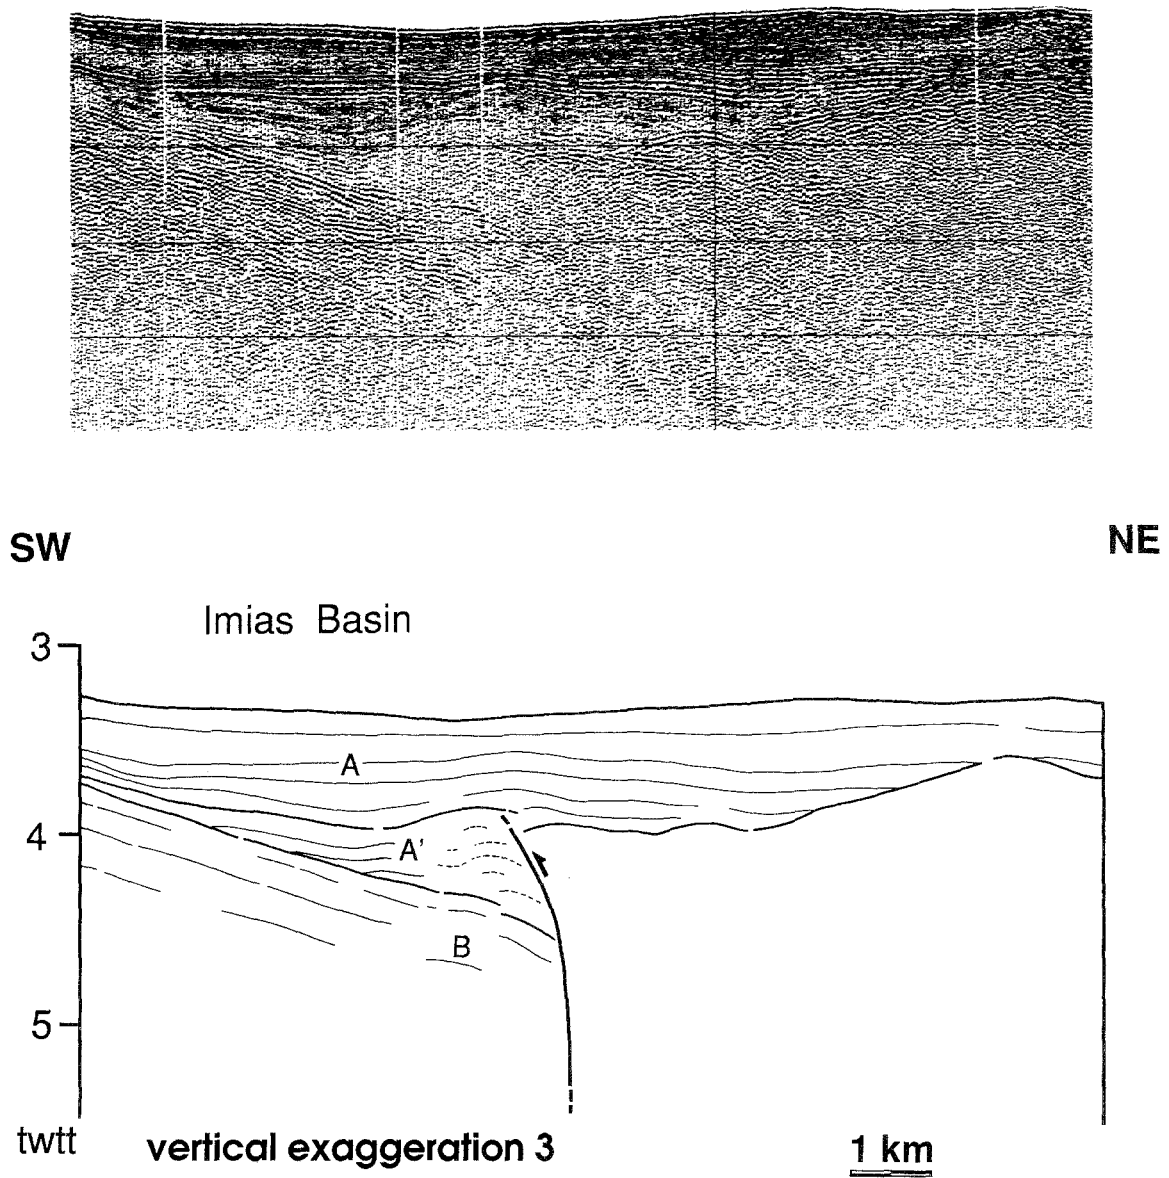 SW
NE
Imias Basin
3
A
4
A'
B
5
twtt
vertical exaggeration 3
1 km